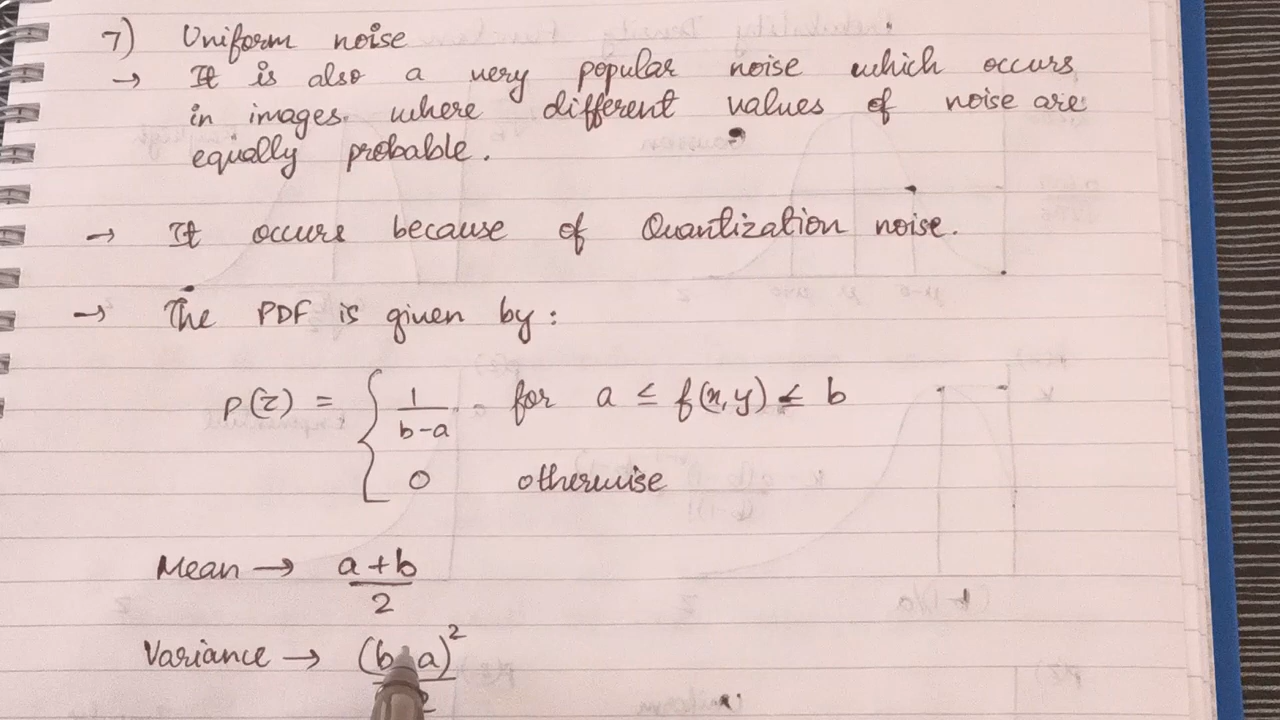 7) Uniform noise
→ It is also a very popular noise which occurs
in images. where different values of noise are
equally probable.
→ It occurs because of Quantization noise.
→ The PDF is given by:
P(z) = { 1/(b-a) for a ≤ f(x,y) ≤ b
0 otherwise
Mean → (a+b)/2
Variance → (b a)²